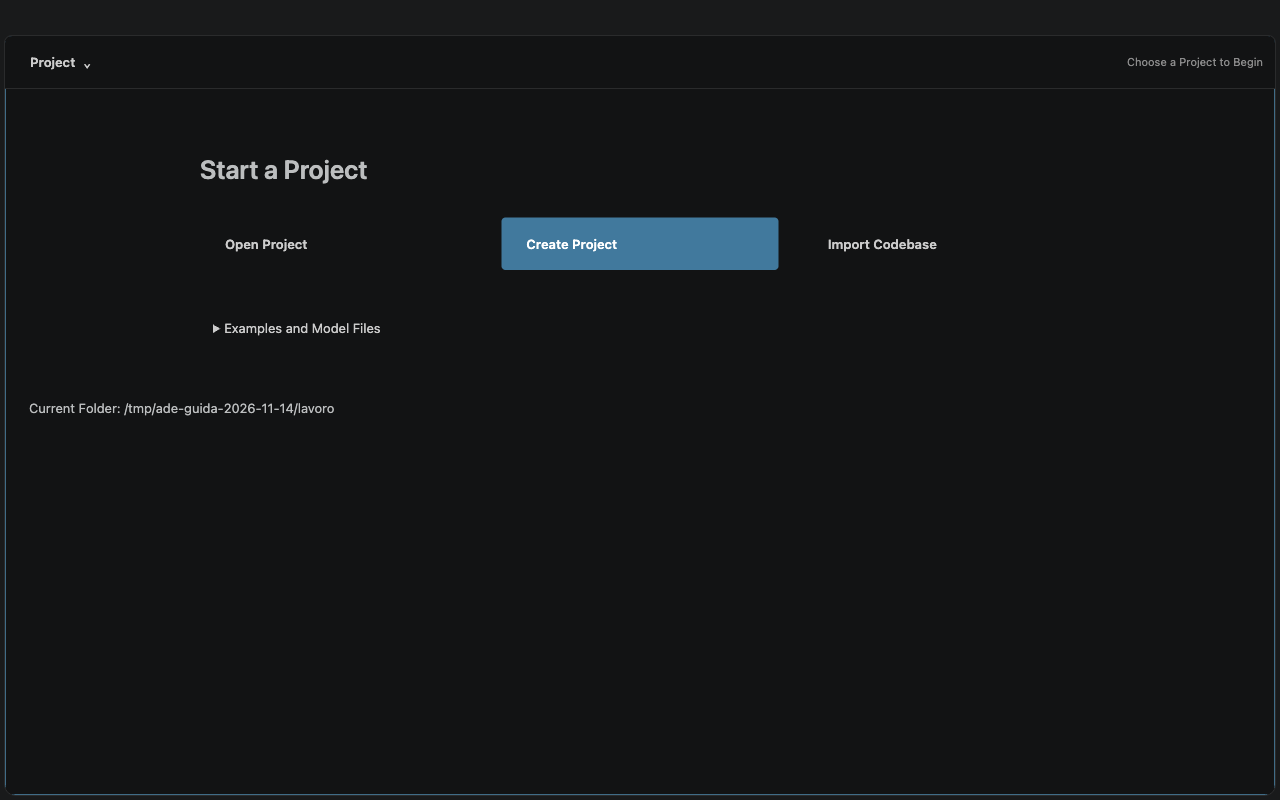 Project
Choose a Project to Begin
Start a Project
Open Project
Create Project
Import Codebase
Examples and Model Files
Current Folder: /tmp/ade-guida-2026-11-14/lavoro